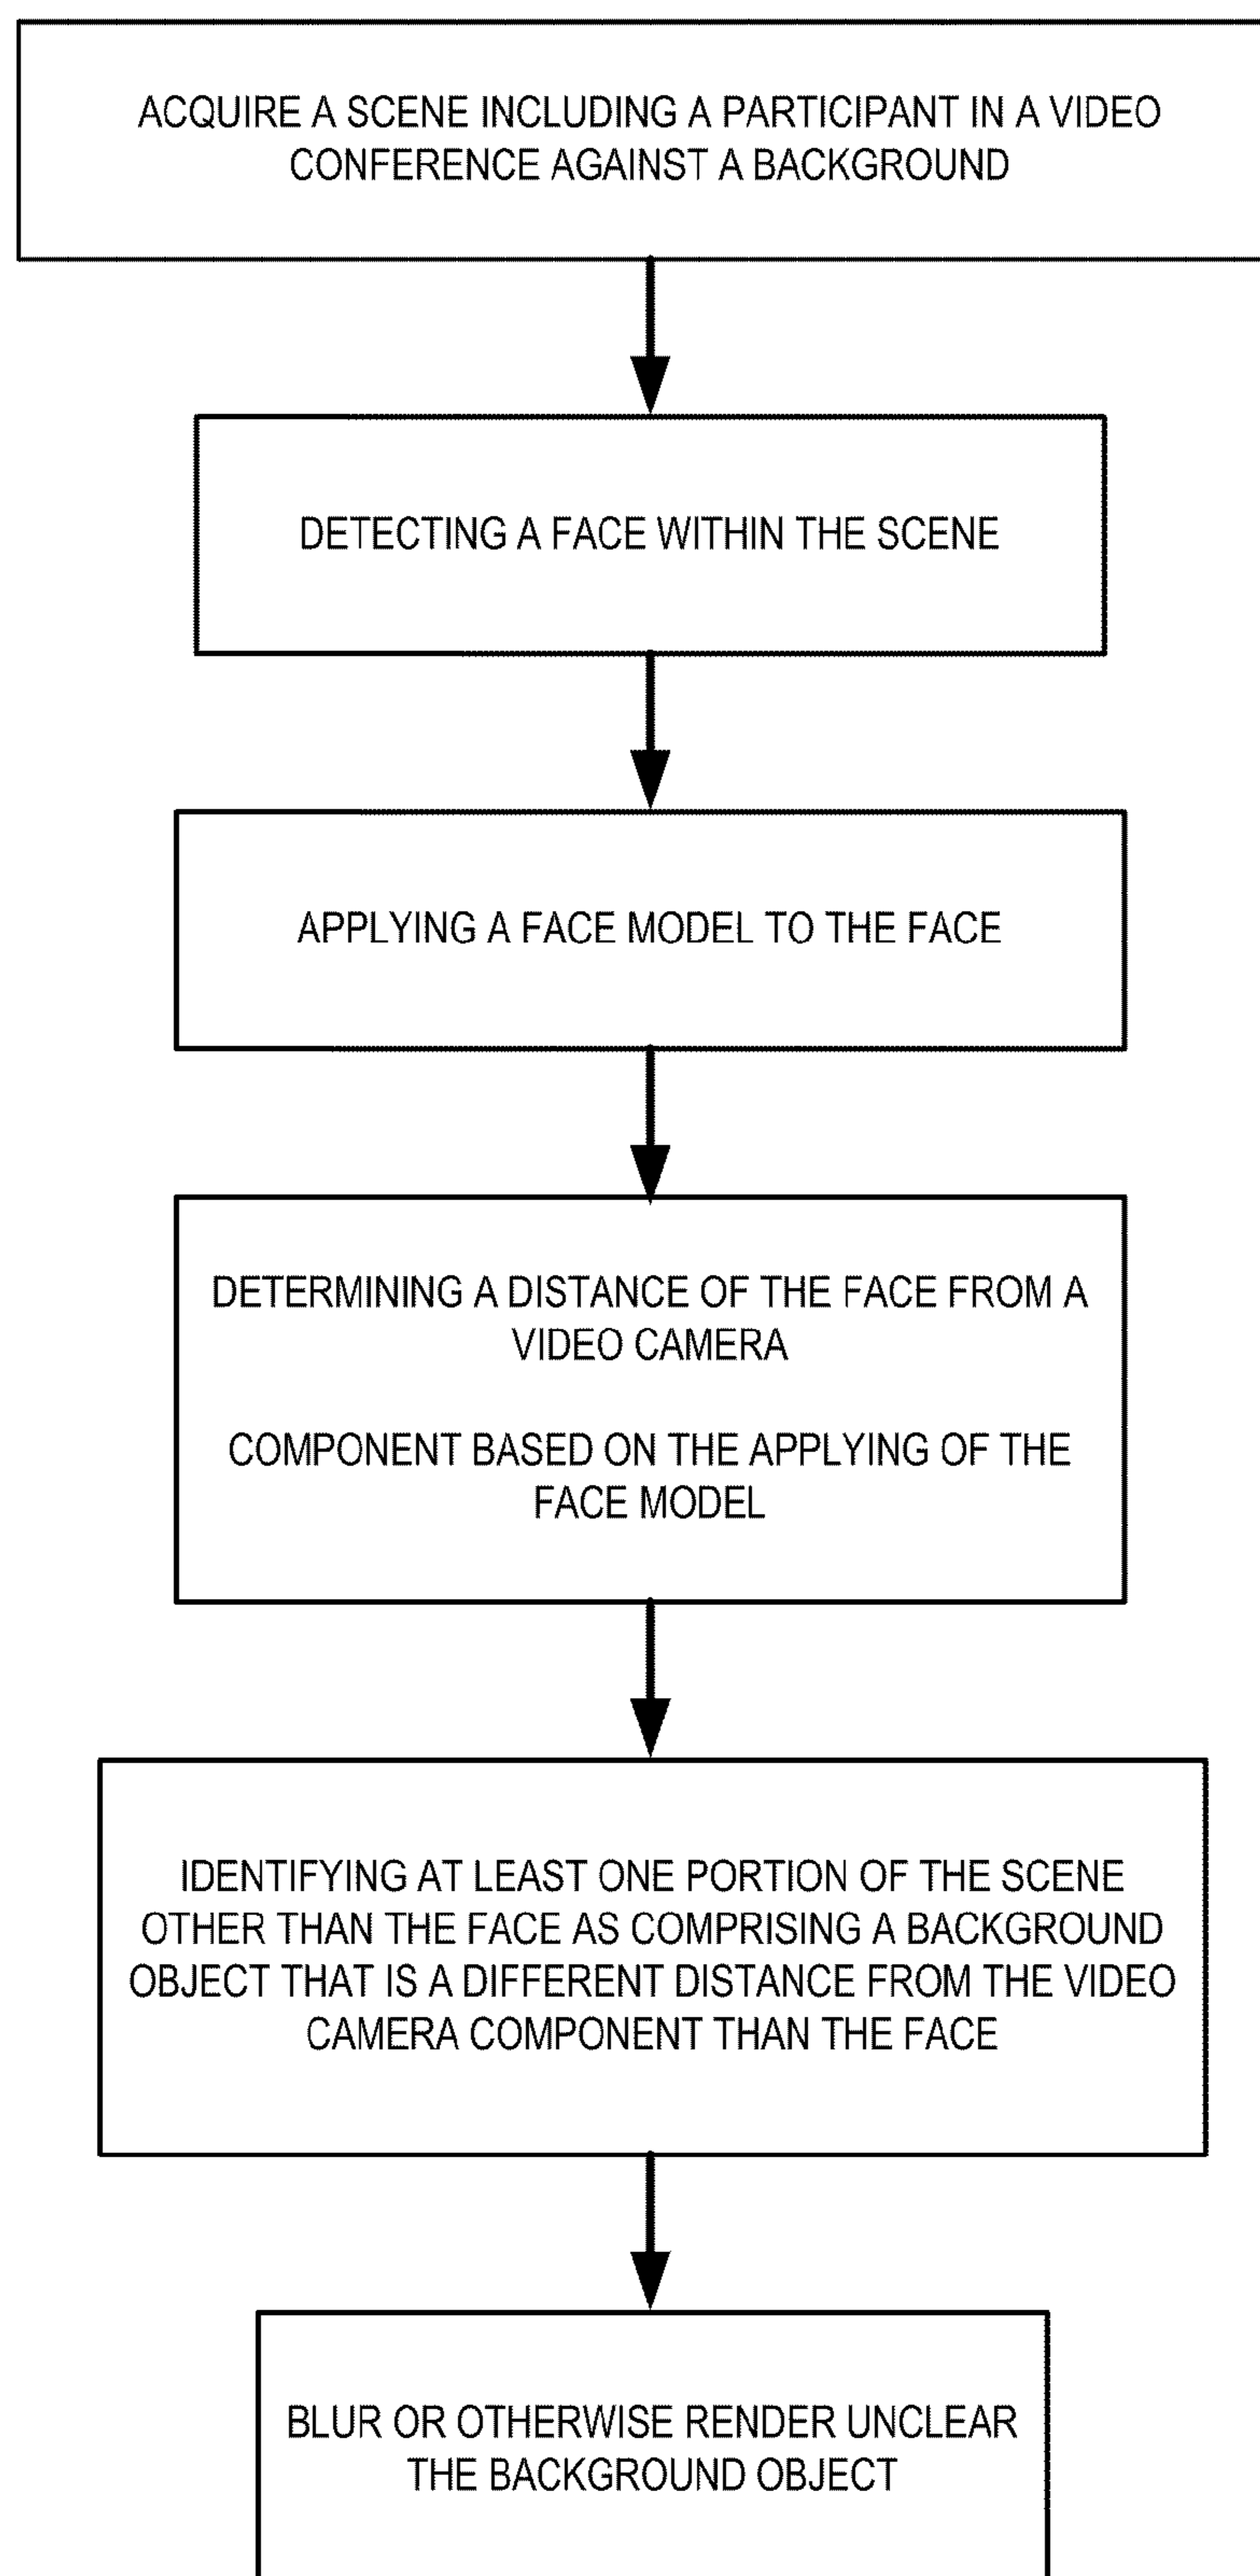 ACQUIRE A SCENE INCLUDING A PARTICIPANT IN A VIDEO
CONFERENCE AGAINST A BACKGROUND
DETECTING A FACE WITHIN THE SCENE
APPLYING A FACE MODEL TO THE FACE
DETERMINING A DISTANCE OF THE FACE FROM A
VIDEO CAMERA
COMPONENT BASED ON THE APPLYING OF THE
FACE MODEL
IDENTIFYING AT LEAST ONE PORTION OF THE SCENE
OTHER THAN THE FACE AS COMPRISING A BACKGROUND
OBJECT THAT IS A DIFFERENT DISTANCE FROM THE VIDEO
CAMERA COMPONENT THAN THE FACE
BLUR OR OTHERWISE RENDER UNCLEAR
THE BACKGROUND OBJECT